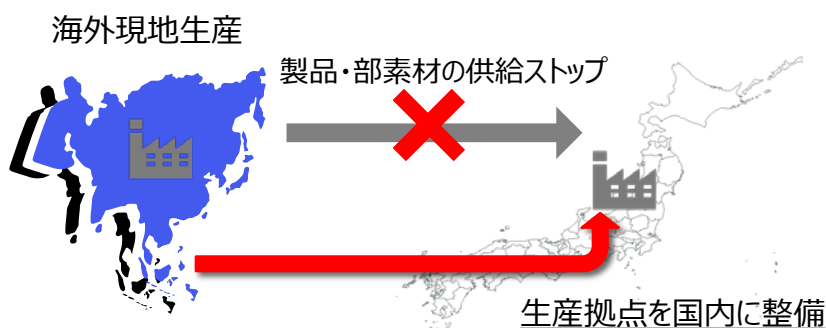 海外現地生産
製品・部素材の供給ストップ
生産拠点を国内に整備